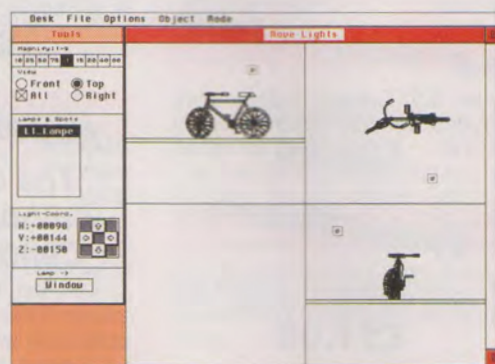 Desk File Options Object Mode
Tools
Move Lights
View
Front Top
All Right
Lamps & Spots
L1.Lampe
Light-Coord.
X:+00090
Y:+00144
Z:-00150
Lamp ->
Window